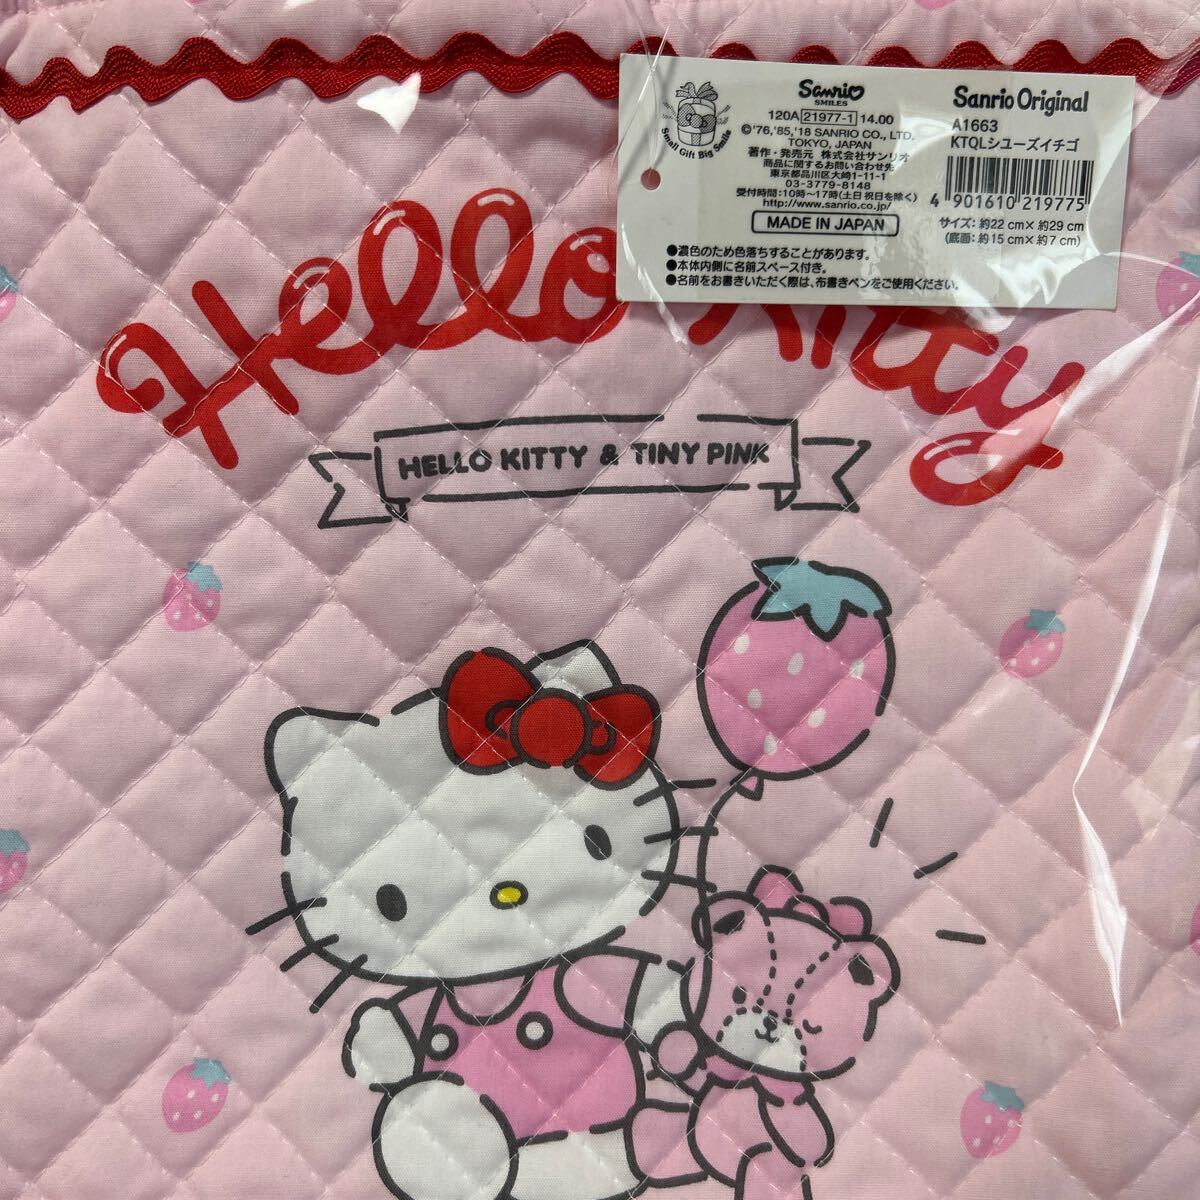 Small Gift Big Smile
Sanrio
SMILES
120A 21977-1 14.00
©'76,'85,'18 SANRIO CO., LTD.
TOKYO, JAPAN
著作・発売元 株式会社サンリオ
商品に関するお問い合わせ先
東京都品川区大崎1-11-1
03-3779-8148
受付時間:10時～17時(土日祝日を除く)
http://www.sanrio.co.jp/
MADE IN JAPAN
Sanrio Original
A1663
KTQLシユーズイチゴ
4 901610 219775
サイズ:約22 cm×約29 cm
(底面:約15 cm×約7 cm)
●濃色のため色落ちすることがあります。
●本体内側に名前スペース付き。
●名前をお書きいただく際は、布書きペンをご使用ください。
Hello Kitty
HELLO KITTY & TINY PINK